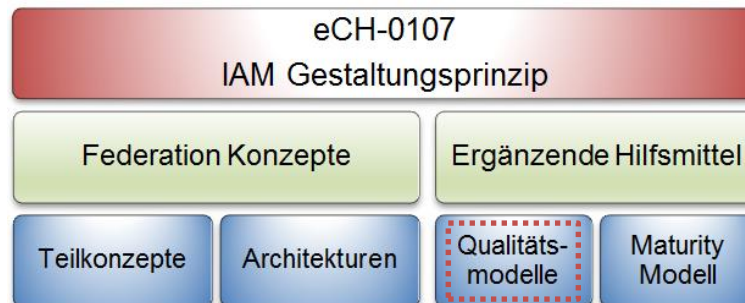 eCH-0107
IAM Gestaltungsprinzip
Federation Konzepte
Ergänzende Hilfsmittel
Teilkonzepte
Architekturen
Qualitäts-
modelle
Maturity
Modell